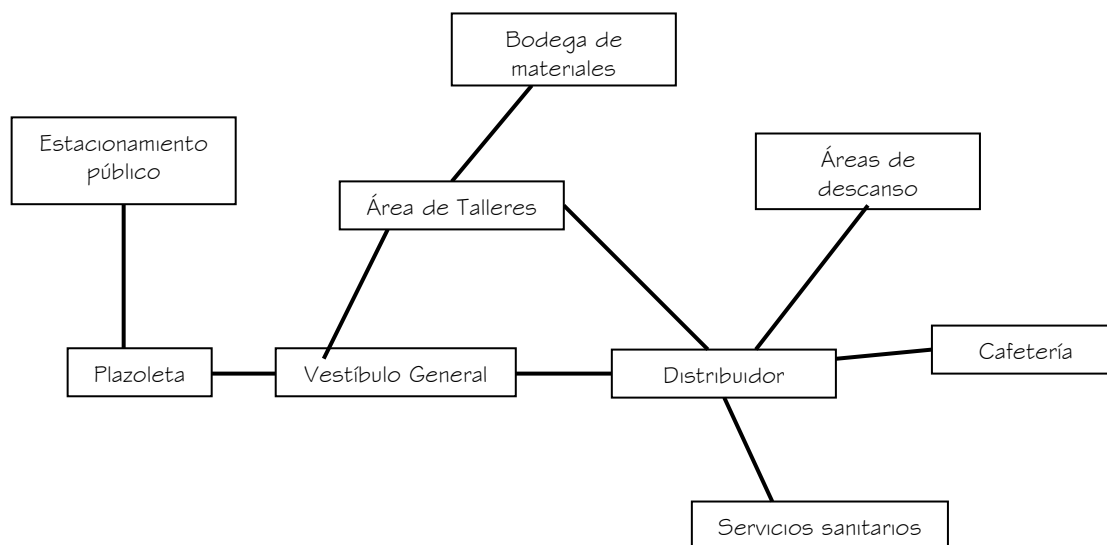 Bodega de
materiales
Estacionamiento
público
Áreas de
descanso
Área de Talleres
Plazoleta
Vestíbulo General
Distribuidor
Cafetería
Servicios sanitarios